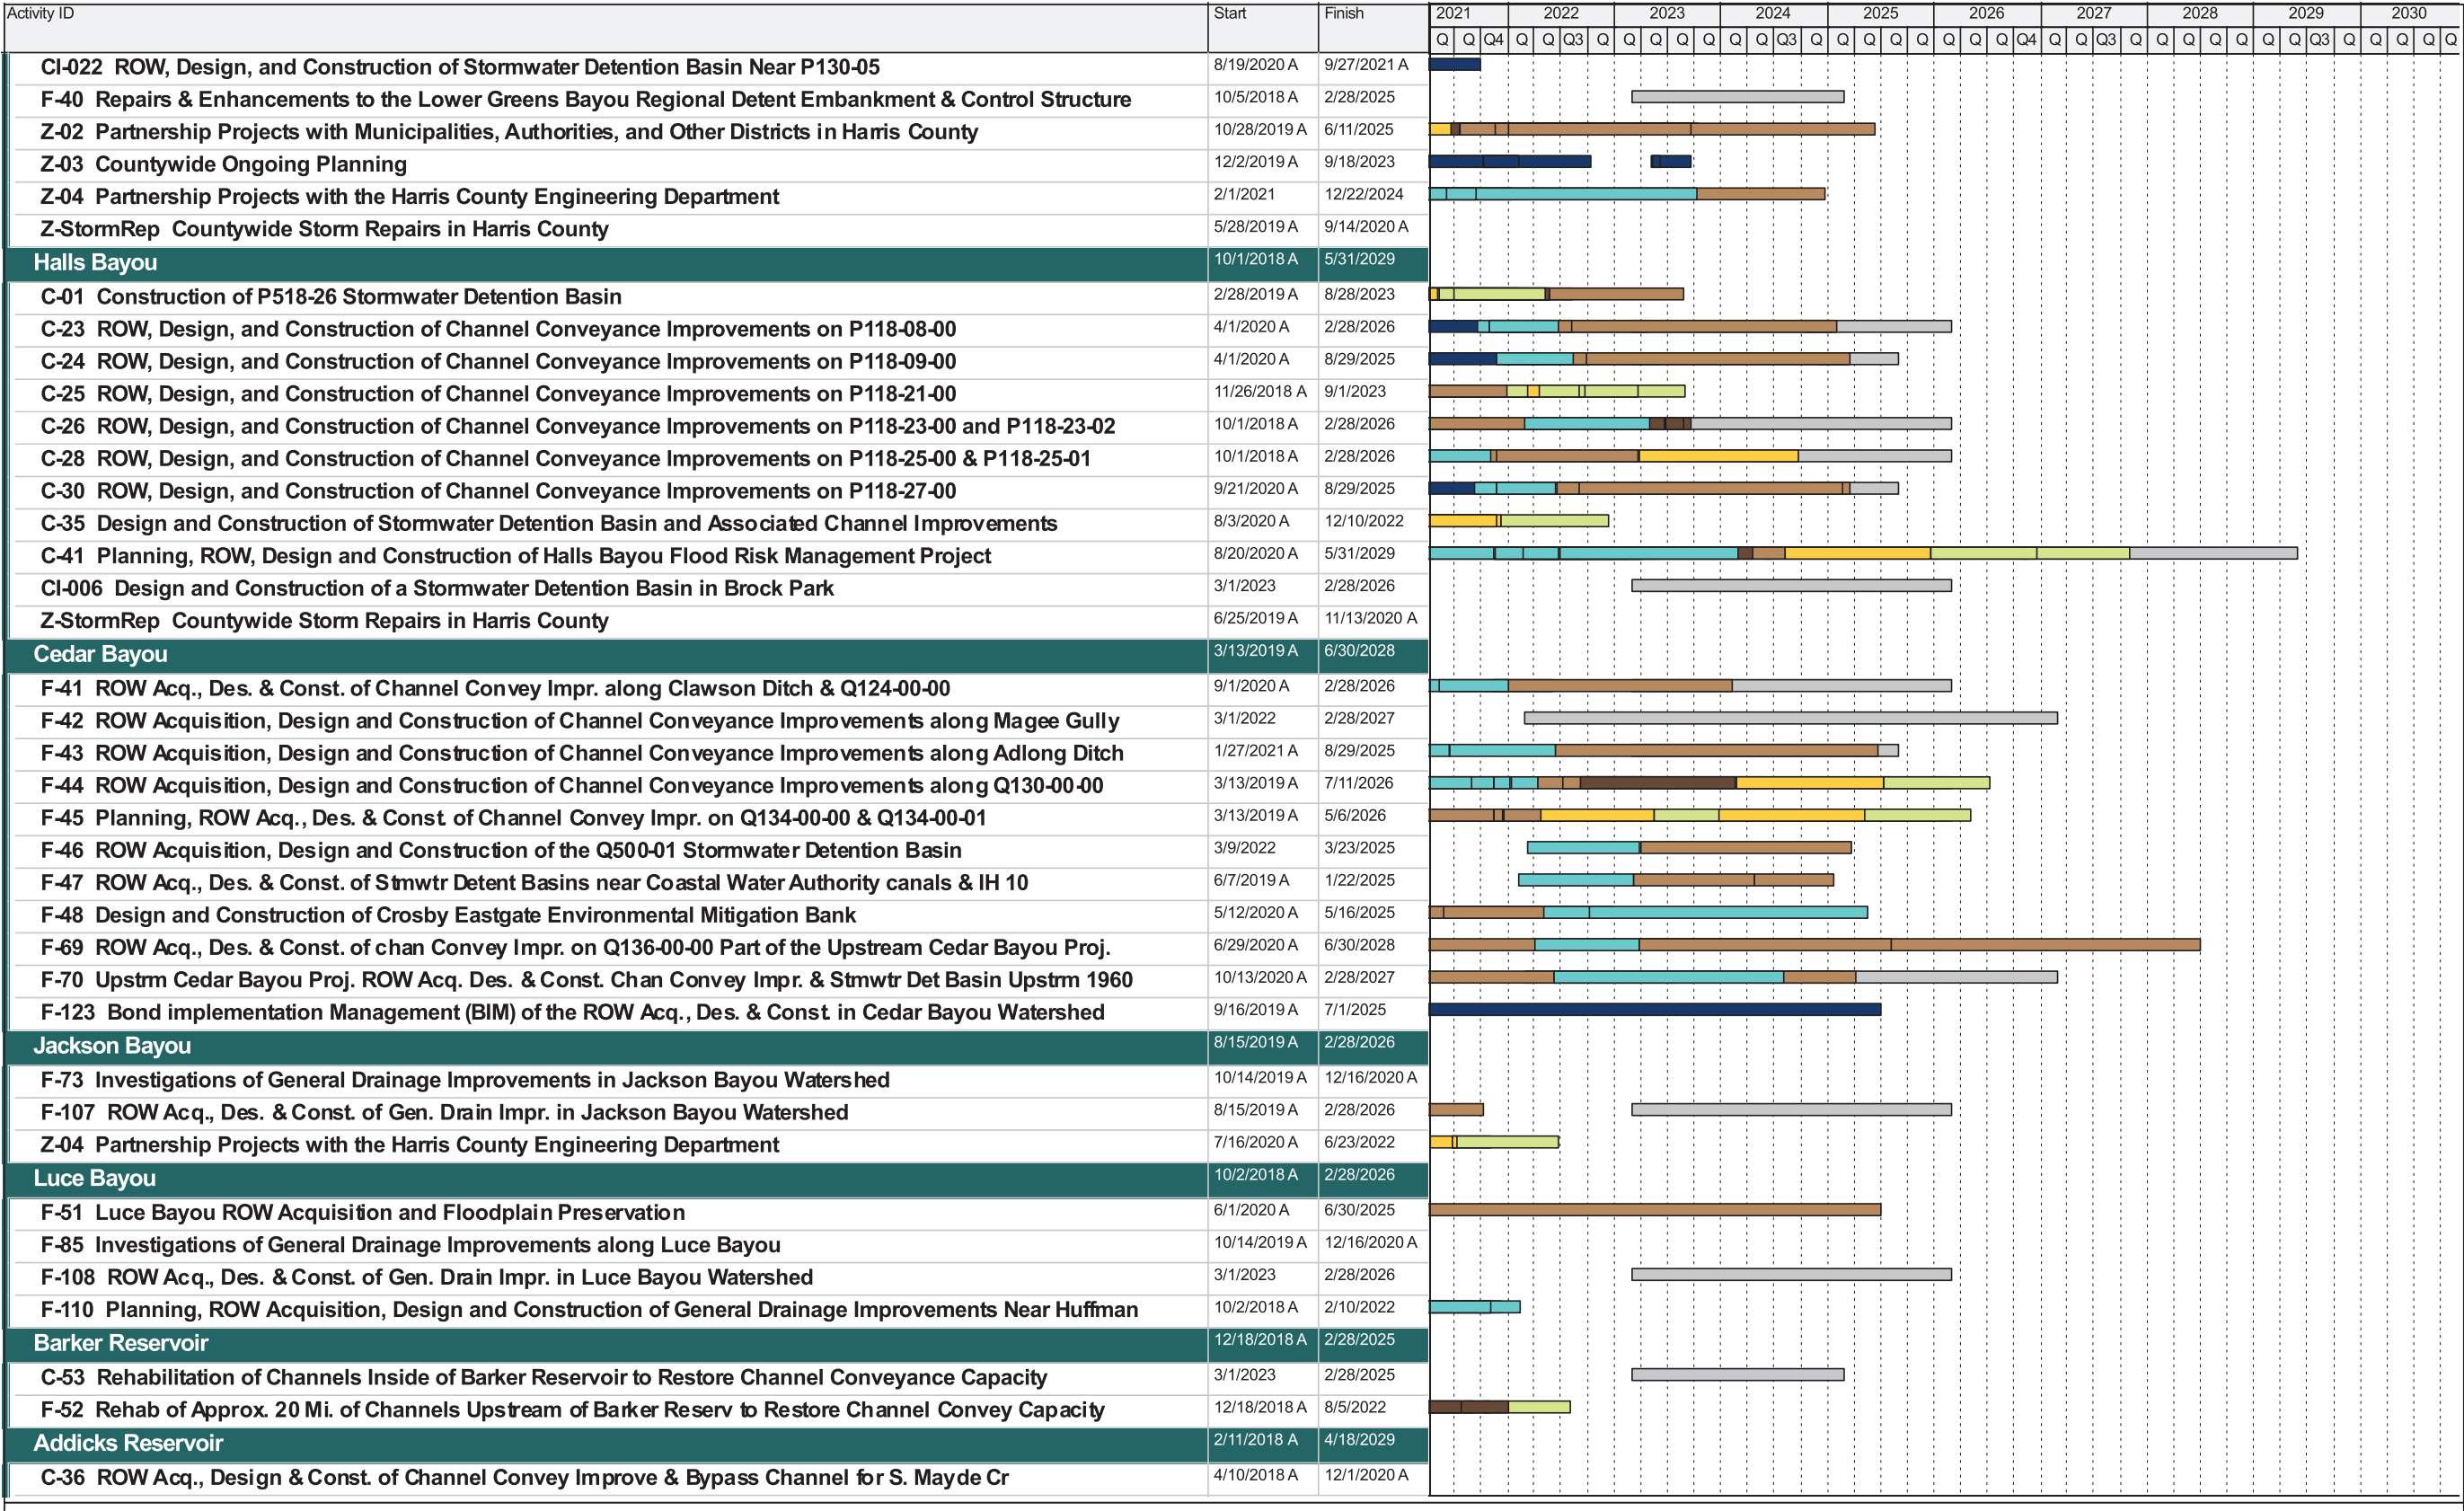 Activity ID Start Finish 2021 2022 2023 2024 2025 2026 2027 2028 2029 2030
Q Q Q4 Q Q Q3 Q Q Q Q Q Q Q3 Q Q Q Q Q Q Q Q Q Q4 Q Q Q3 Q Q Q Q Q Q Q Q3 Q Q Q Q Q
CI-022 ROW, Design, and Construction of Stormwater Detention Basin Near P130-05 8/19/2020 A 9/27/2021 A
F-40 Repairs & Enhancements to the Lower Greens Bayou Regional Detent Embankment & Control Structure 10/5/2018 A 2/28/2025
Z-02 Partnership Projects with Municipalities, Authorities, and Other Districts in Harris County 10/28/2019 A 6/11/2025
Z-03 Countywide Ongoing Planning 12/2/2019 A 9/18/2023
Z-04 Partnership Projects with the Harris County Engineering Department 2/1/2021 12/22/2024
Z-StormRep Countywide Storm Repairs in Harris County 5/28/2019 A 9/14/2020 A
Halls Bayou 10/1/2018 A 5/31/2029
C-01 Construction of P518-26 Stormwater Detention Basin 2/28/2019 A 8/28/2023
C-23 ROW, Design, and Construction of Channel Conveyance Improvements on P118-08-00 4/1/2020 A 2/28/2026
C-24 ROW, Design, and Construction of Channel Conveyance Improvements on P118-09-00 4/1/2020 A 8/29/2025
C-25 ROW, Design, and Construction of Channel Conveyance Improvements on P118-21-00 11/26/2018 A 9/1/2023
C-26 ROW, Design, and Construction of Channel Conveyance Improvements on P118-23-00 and P118-23-02 10/1/2018 A 2/28/2026
C-28 ROW, Design, and Construction of Channel Conveyance Improvements on P118-25-00 & P118-25-01 10/1/2018 A 2/28/2026
C-30 ROW, Design, and Construction of Channel Conveyance Improvements on P118-27-00 9/21/2020 A 8/29/2025
C-35 Design and Construction of Stormwater Detention Basin and Associated Channel Improvements 8/3/2020 A 12/10/2022
C-41 Planning, ROW, Design and Construction of Halls Bayou Flood Risk Management Project 8/20/2020 A 5/31/2029
CI-006 Design and Construction of a Stormwater Detention Basin in Brock Park 3/1/2023 2/28/2026
Z-StormRep Countywide Storm Repairs in Harris County 6/25/2019 A 11/13/2020 A
Cedar Bayou 3/13/2019 A 6/30/2028
F-41 ROW Acq., Des. & Const. of Channel Convey Impr. along Clawson Ditch & Q124-00-00 9/1/2020 A 2/28/2026
F-42 ROW Acquisition, Design and Construction of Channel Conveyance Improvements along Magee Gully 3/1/2022 2/28/2027
F-43 ROW Acquisition, Design and Construction of Channel Conveyance Improvements along Adlong Ditch 1/27/2021 A 8/29/2025
F-44 ROW Acquisition, Design and Construction of Channel Conveyance Improvements along Q130-00-00 3/13/2019 A 7/11/2026
F-45 Planning, ROW Acq., Des. & Const. of Channel Convey Impr. on Q134-00-00 & Q134-00-01 3/13/2019 A 5/6/2026
F-46 ROW Acquisition, Design and Construction of the Q500-01 Stormwater Detention Basin 3/9/2022 3/23/2025
F-47 ROW Acq., Des. & Const. of Stmwtr Detent Basins near Coastal Water Authority canals & IH 10 6/7/2019 A 1/22/2025
F-48 Design and Construction of Crosby Eastgate Environmental Mitigation Bank 5/12/2020 A 5/16/2025
F-69 ROW Acq., Des. & Const. of chan Convey Impr. on Q136-00-00 Part of the Upstream Cedar Bayou Proj. 6/29/2020 A 6/30/2028
F-70 Upstrm Cedar Bayou Proj. ROW Acq. Des. & Const. Chan Convey Impr. & Stmwtr Det Basin Upstrm 1960 10/13/2020 A 2/28/2027
F-123 Bond implementation Management (BIM) of the ROW Acq., Des. & Const. in Cedar Bayou Watershed 9/16/2019 A 7/1/2025
Jackson Bayou 8/15/2019 A 2/28/2026
F-73 Investigations of General Drainage Improvements in Jackson Bayou Watershed 10/14/2019 A 12/16/2020 A
F-107 ROW Acq., Des. & Const. of Gen. Drain Impr. in Jackson Bayou Watershed 8/15/2019 A 2/28/2026
Z-04 Partnership Projects with the Harris County Engineering Department 7/16/2020 A 6/23/2022
Luce Bayou 10/2/2018 A 2/28/2026
F-51 Luce Bayou ROW Acquisition and Floodplain Preservation 6/1/2020 A 6/30/2025
F-85 Investigations of General Drainage Improvements along Luce Bayou 10/14/2019 A 12/16/2020 A
F-108 ROW Acq., Des. & Const. of Gen. Drain Impr. in Luce Bayou Watershed 3/1/2023 2/28/2026
F-110 Planning, ROW Acquisition, Design and Construction of General Drainage Improvements Near Huffman 10/2/2018 A 2/10/2022
Barker Reservoir 12/18/2018 A 2/28/2025
C-53 Rehabilitation of Channels Inside of Barker Reservoir to Restore Channel Conveyance Capacity 3/1/2023 2/28/2025
F-52 Rehab of Approx. 20 Mi. of Channels Upstream of Barker Reserv to Restore Channel Convey Capacity 12/18/2018 A 8/5/2022
Addicks Reservoir 2/11/2018 A 4/18/2029
C-36 ROW Acq., Design & Const. of Channel Convey Improve & Bypass Channel for S. Mayde Cr 4/10/2018 A 12/1/2020 A